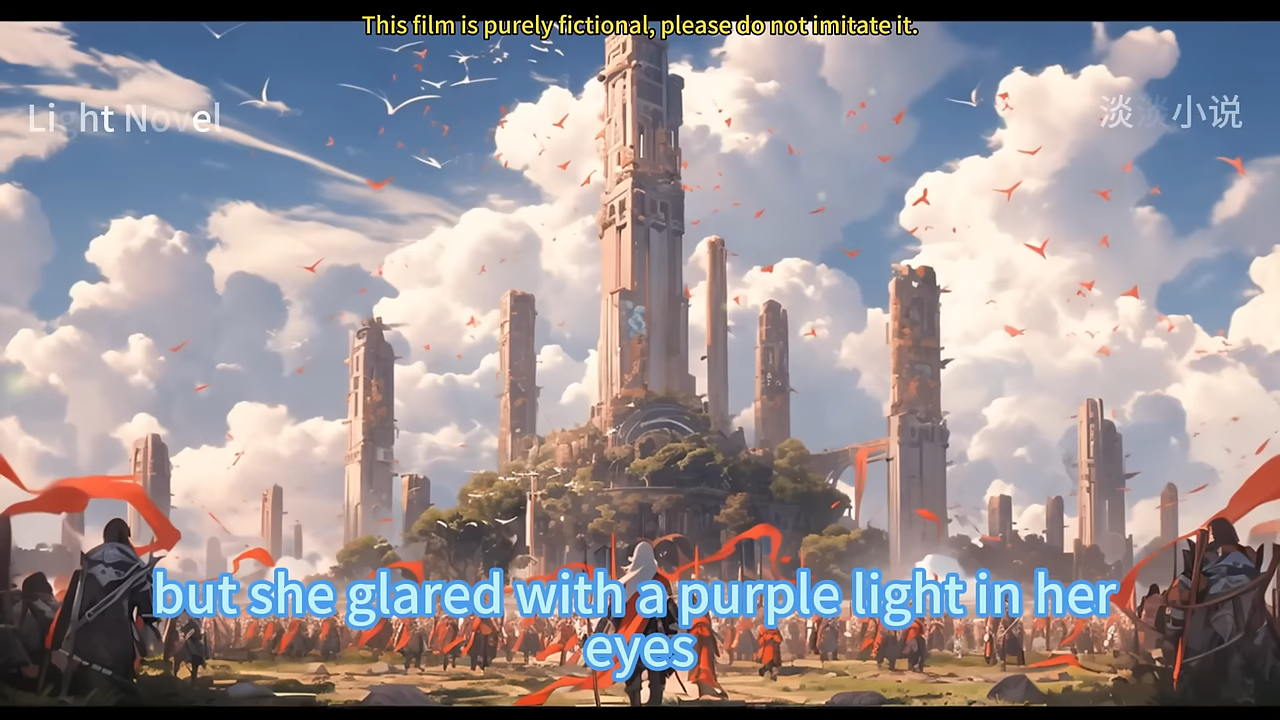 This film is purely fictional, please do not imitate it.
Light Novel
淡淡小说
but she glared with a purple light in her
eyes